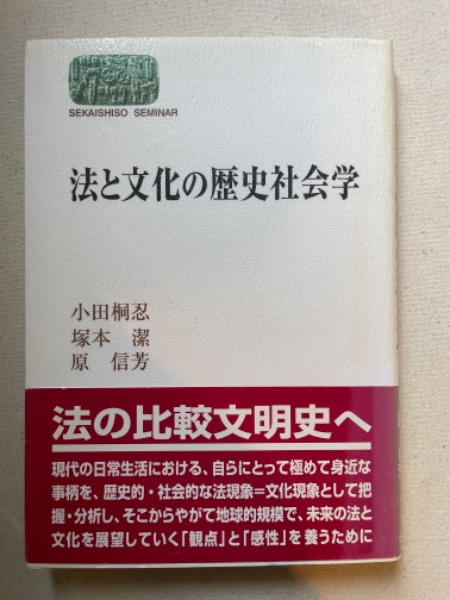 SEKAISHISO SEMINAR
法と文化の歴史社会学
小田桐忍
塚本 潔
原 信芳
法の比較文明史へ
現代の日常生活における、自らにとって極めて身近な
事柄を、歴史的・社会的な法現象=文化現象として把
握・分析し、そこからやがて地球的規模で、未来の法と
文化を展望していく「観点」と「感性」を養うために